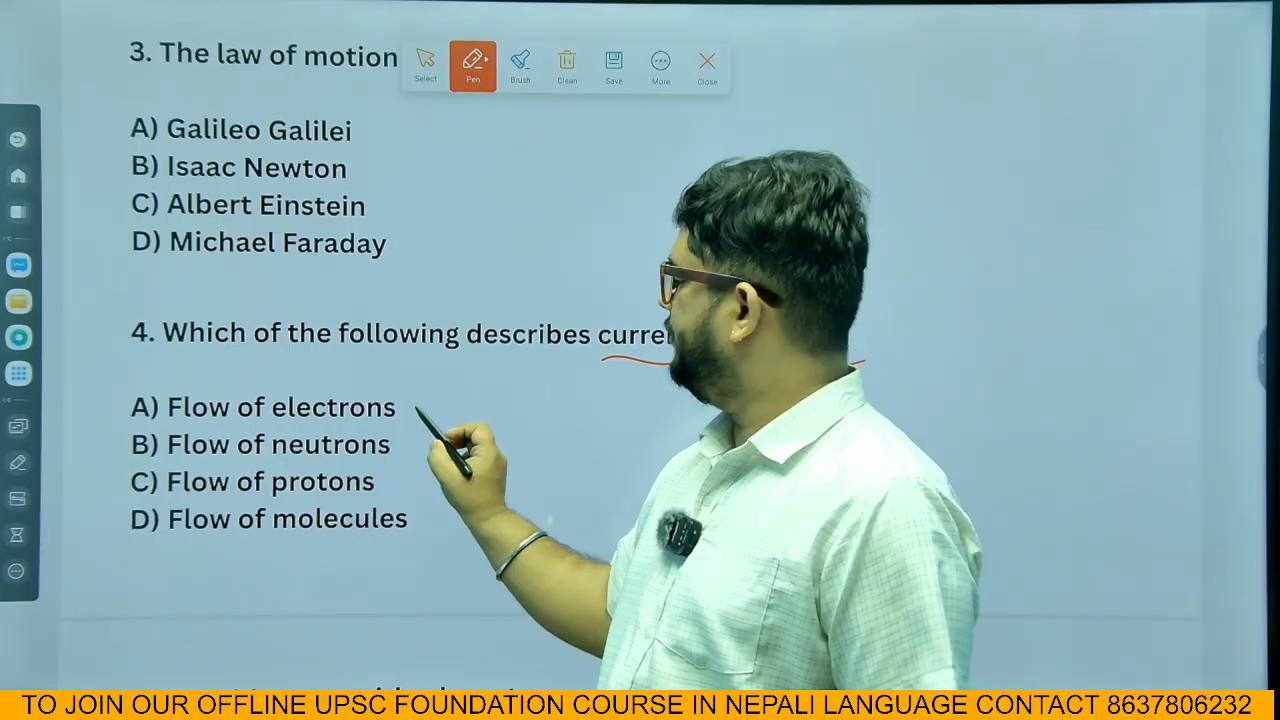 3. The law of motion
Select
Pen
Brush
Clean
Save
More
Close
A) Galileo Galilei
B) Isaac Newton
C) Albert Einstein
D) Michael Faraday
4. Which of the following describes
A) Flow of electrons
B) Flow of neutrons
C) Flow of protons
D) Flow of molecules
TO JOIN OUR OFFLINE UPSC FOUNDATION COURSE IN NEPALI LANGUAGE CONTACT 8637806232